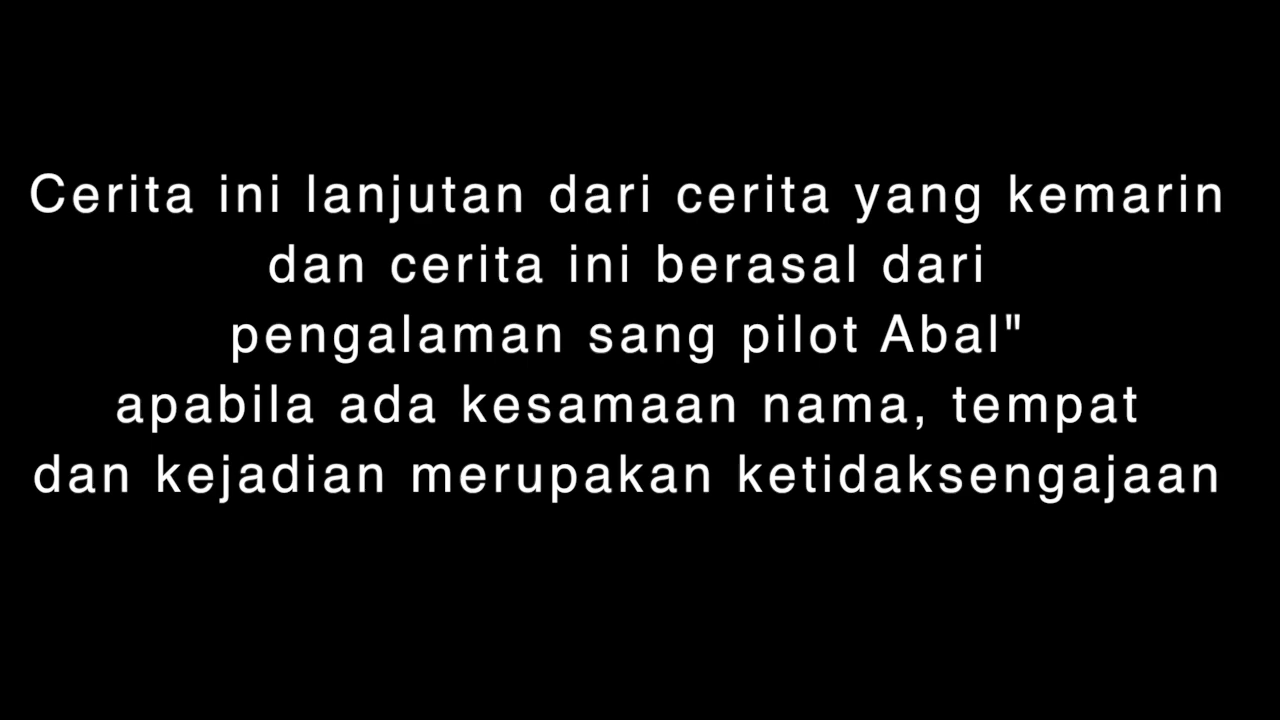 Cerita ini lanjutan dari cerita yang kemarin
dan cerita ini berasal dari
pengalaman sang pilot Abal"
apabila ada kesamaan nama, tempat
dan kejadian merupakan ketidaksengajaan